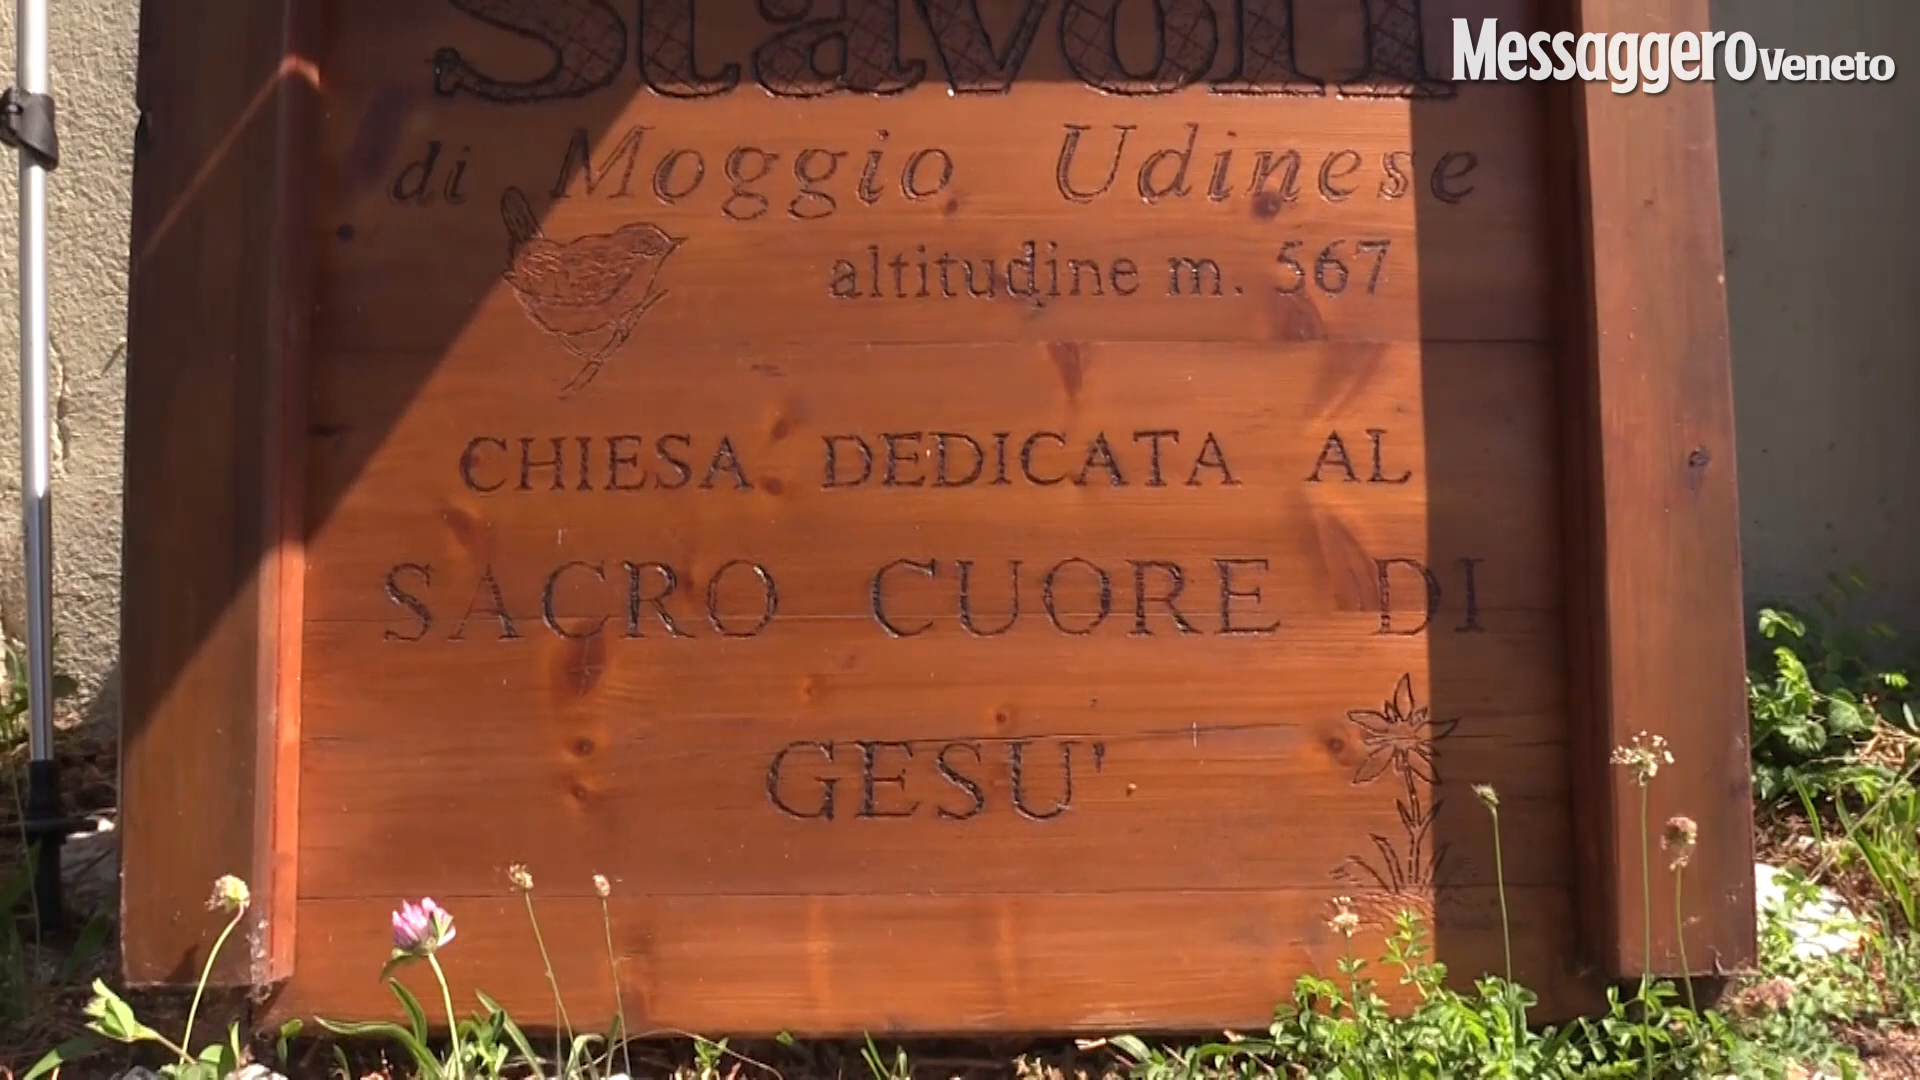 Stavoli
MessaggeroVeneto
di Moggio Udinese
altitudine m. 567
CHIESA DEDICATA AL
SACRO CUORE DI
GESU'